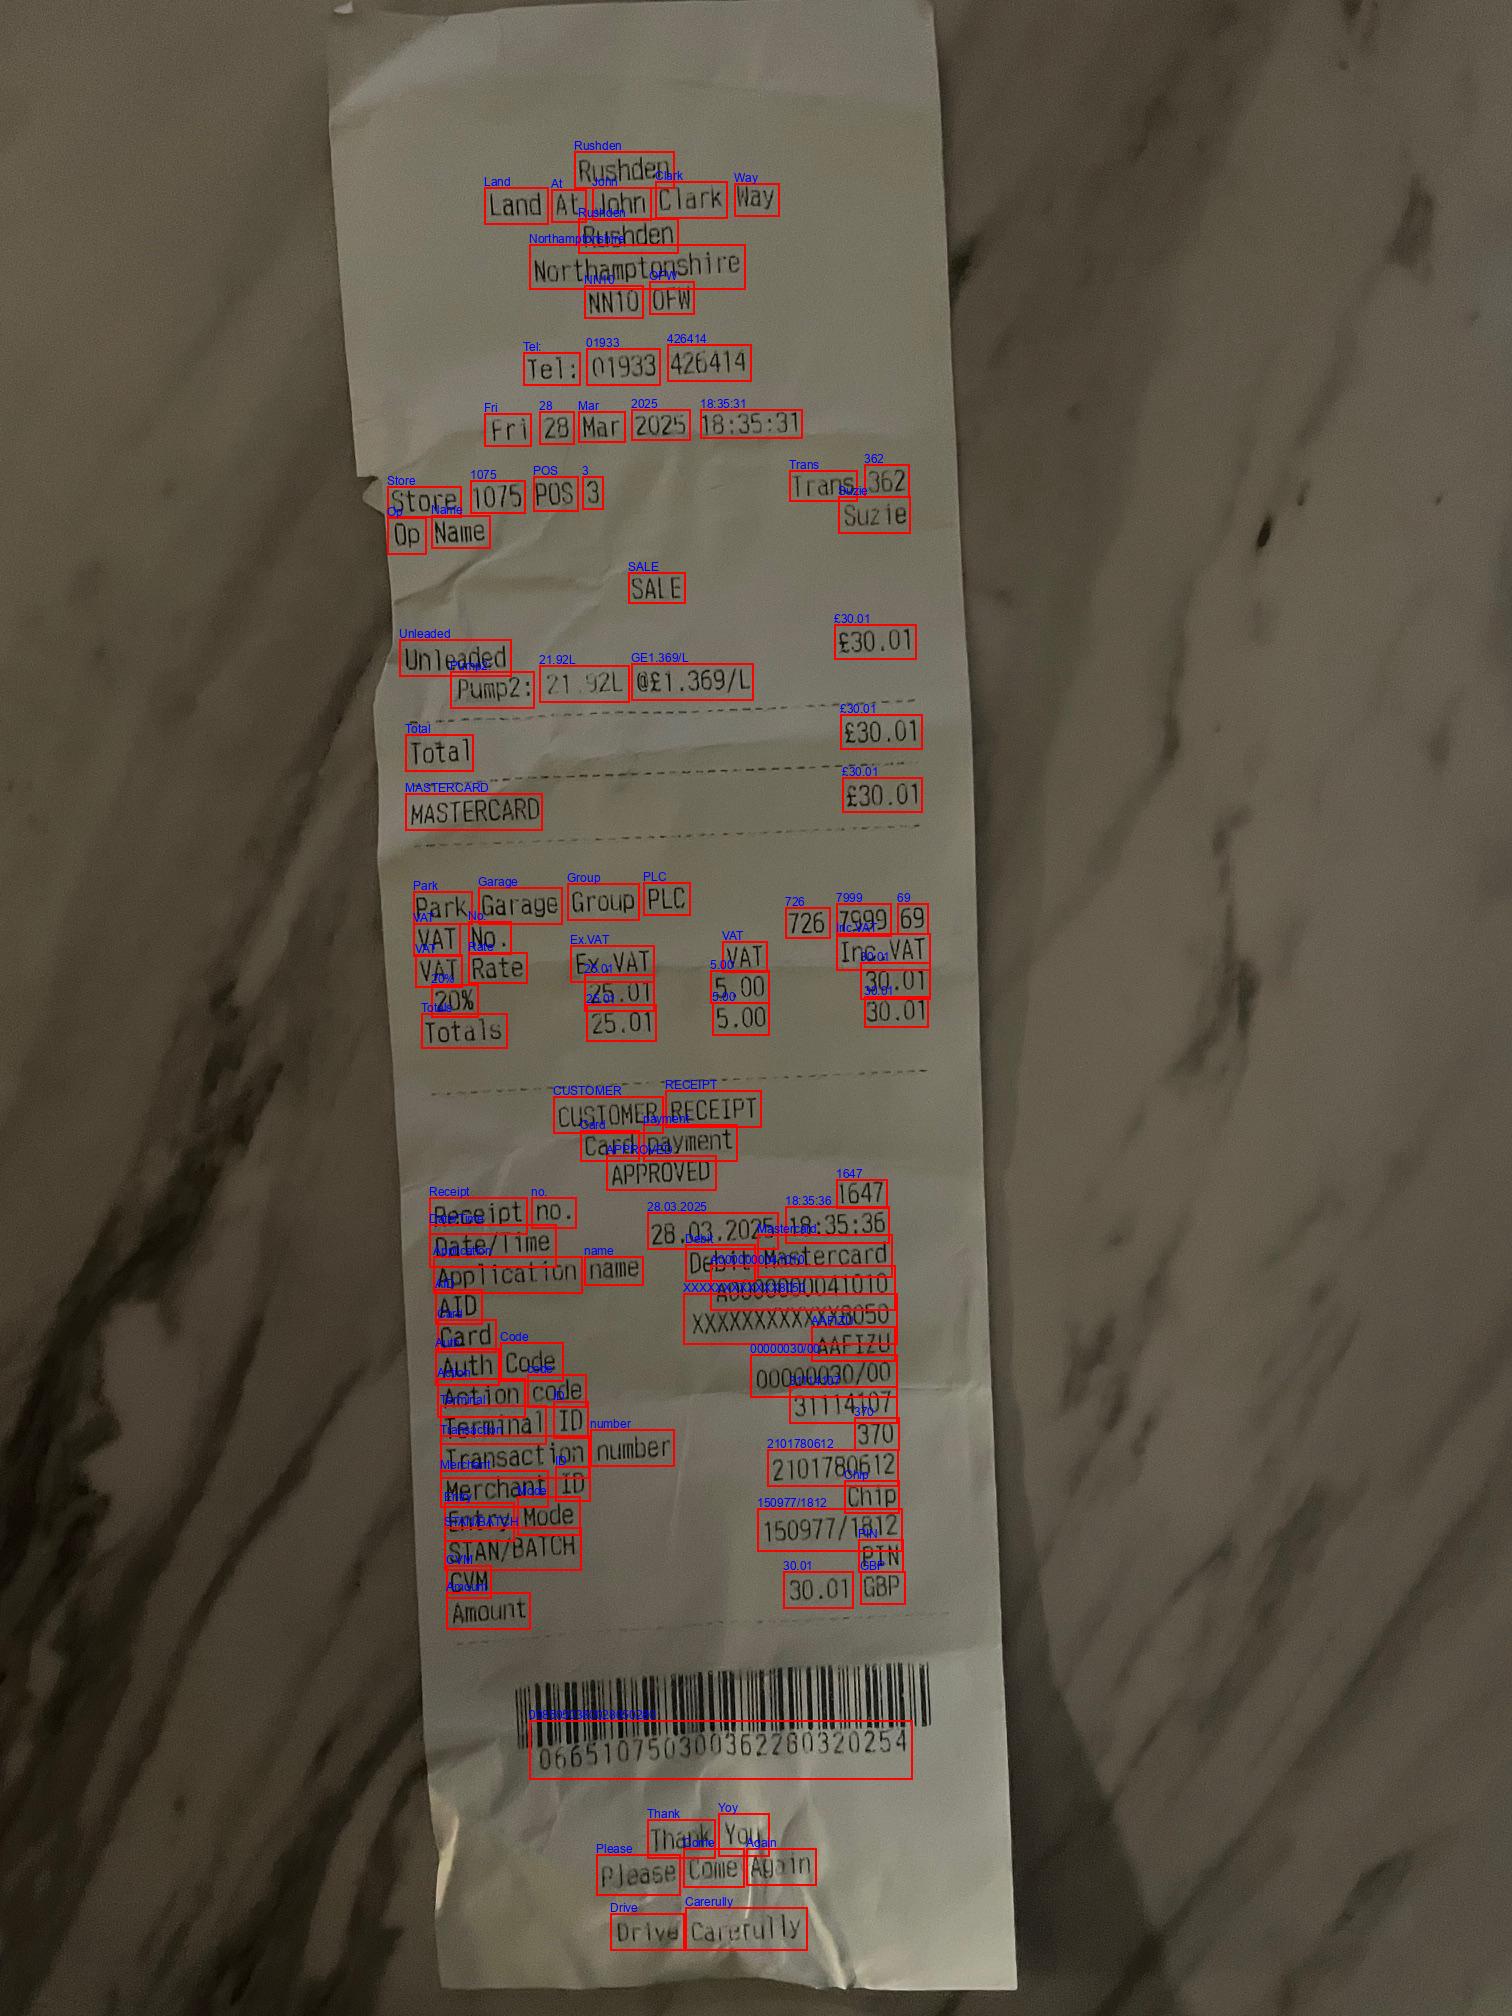 Rushden
Land At John Clark Way
Rushden
Northamptonshire
NN10 0FW
Tel: 01933 426414
Fri 28 Mar 2025 18:35:31
Store 1075 POS 3 Trans 362
Op Name Suzie
SALE
Unleaded £30.01
Pump2: 21.92L @£1.369/L
Total £30.01
MASTERCARD £30.01
Park Garage Group PLC
VAT No. 726 7999 69
VAT Rate Ex.VAT VAT Inc.VAT
20% 25.01 5.00 30.01
Totals 25.01 5.00 30.01
CUSTOMER RECEIPT
Card payment
APPROVED
Receipt no. 1647
Date/Time 28.03.2025 18:35:36
Application name Debit Mastercard
AID A0000000041010
Card XXXXXXXXXXXX8050
Auth Code AAFIZU
Action code 00000030/00
Terminal ID 31114107
Transaction number 370
Merchant ID 2101780612
Entry Mode Chip
STAN/BATCH 150977/1812
CVM PIN
Amount 30.01 GBP
0665107503003622803 20254
Thank You
Please Come Again
Drive Carefully